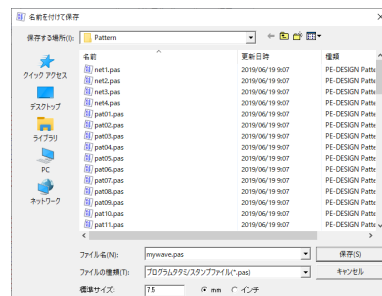 名前を付けて保存
保存する場所(I): Pattern
名前 更新日時 種類
net1.pas 2019/06/19 9:07 PE-DESIGN Patte
net2.pas 2019/06/19 9:07 PE-DESIGN Patte
net3.pas 2019/06/19 9:07 PE-DESIGN Patte
net4.pas 2019/06/19 9:07 PE-DESIGN Patte
pat01.pas 2019/06/19 9:07 PE-DESIGN Patte
pat02.pas 2019/06/19 9:07 PE-DESIGN Patte
pat03.pas 2019/06/19 9:07 PE-DESIGN Patte
pat04.pas 2019/06/19 9:07 PE-DESIGN Patte
pat05.pas 2019/06/19 9:07 PE-DESIGN Patte
pat06.pas 2019/06/19 9:07 PE-DESIGN Patte
pat07.pas 2019/06/19 9:07 PE-DESIGN Patte
pat08.pas 2019/06/19 9:07 PE-DESIGN Patte
pat09.pas 2019/06/19 9:07 PE-DESIGN Patte
pat10.pas 2019/06/19 9:07 PE-DESIGN Patte
pat11.pas 2019/06/19 9:07 PE-DESIGN Patte
クイック アクセス
デスクトップ
ライブラリ
PC
ネットワーク
ファイル名(N): mywave.pas 保存(S)
ファイルの種類(T): プログラムタタミ/スタンプファイル(*.pas) キャンセル
標準サイズ: 7.5 mm インチ